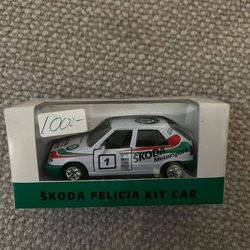 100:-
ŠKODA
Motorsport
1
ŠKODA FELICIA KIT CAR